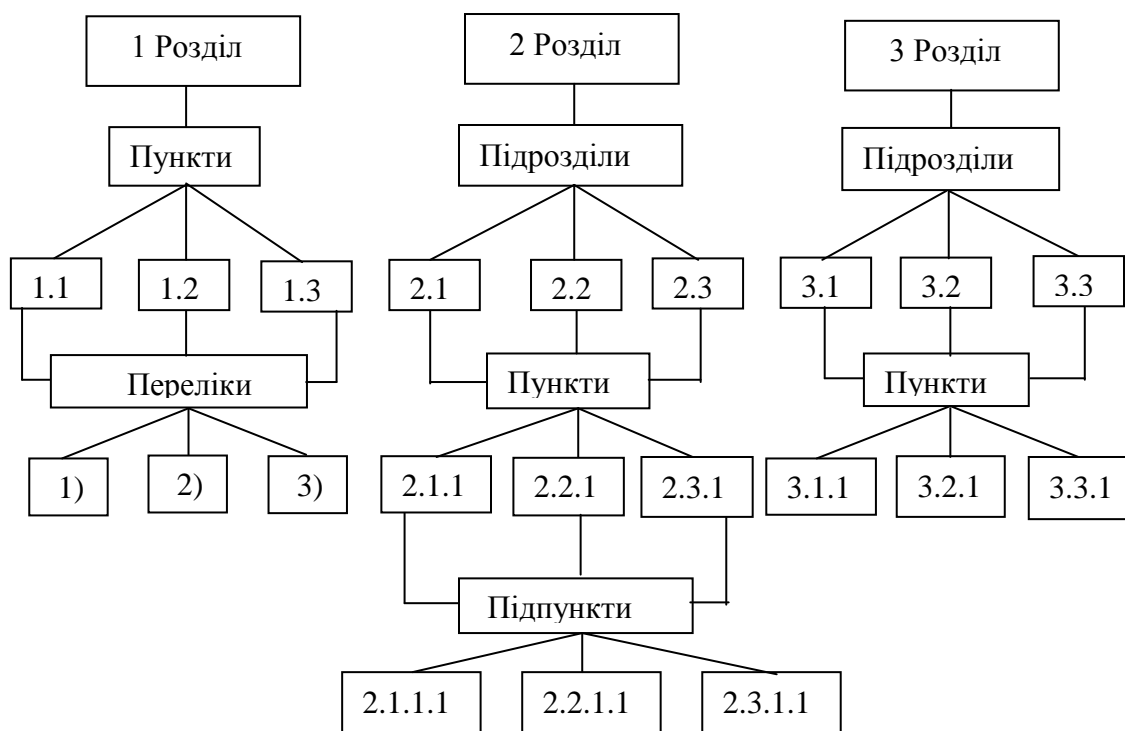 1 Розділ
2 Розділ
3 Розділ
Пункти
Підрозділи
Підрозділи
1.1
1.2
1.3
2.1
2.2
2.3
3.1
3.2
3.3
Переліки
Пункти
Пункти
1)
2)
3)
2.1.1
2.2.1
2.3.1
3.1.1
3.2.1
3.3.1
Підпункти
2.1.1.1
2.2.1.1
2.3.1.1